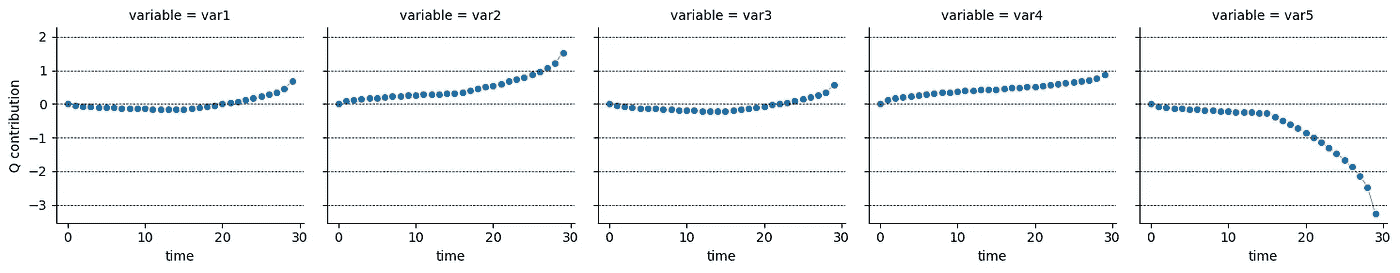 variable = var1
variable = var2
variable = var3
variable = var4
variable = var5
2
1
0
−1
−2
−3
Q contribution
0 10 20 30
0 10 20 30
0 10 20 30
0 10 20 30
0 10 20 30
time
time
time
time
time